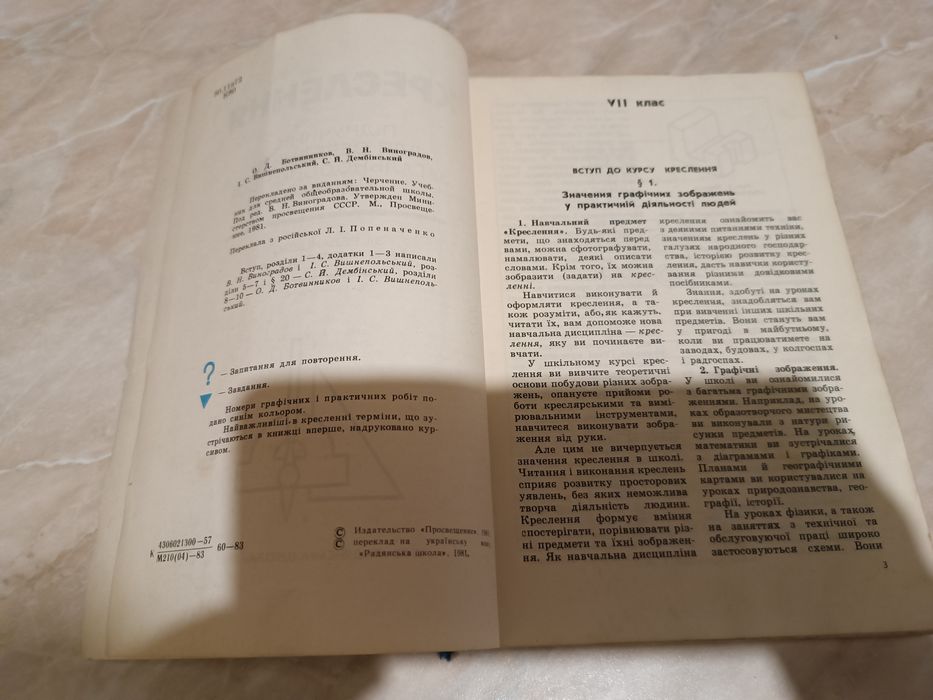 О. Д. Ботвинников, В. Н. Виноградов,
І. С. Вишнепольський, С. Й. Дембінський
Перекладено за виданням: Черчение. Учеб-
ник для средней общеобразовательной школы.
Под ред. В. Н. Виноградова. Утвержден Мини-
стерством просвещения СССР. М., Просвеще-
ние, 1981.
Переклала з російської Л. І. Попеначенко
Вступ, розділи 1—4, додатки 1—3 написали
В. Н. Виноградов і І. С. Вишнепольський, роз-
діли 5—7 і § 20 — С. Й. Дембінський, розділи
8—10 — О. Д. Ботвинников і І. С. Вишнеполь-
ський.
? — Запитання для повторення.
— Завдання.
Номери графічних і практичних робіт по-
дано синім кольором.
Найважливіші в кресленні терміни, що зу-
стрічаються в книжці вперше, надруковано кур-
сивом.
К 4306021300—57
М210(04)—83 60—83
© Издательство «Просвещение»,
© переклад на українську мову,
«Радянська школа», 1981,
VII клас
ВСТУП ДО КУРСУ КРЕСЛЕННЯ
§ 1.
Значення графічних зображень
у практичній діяльності людей
1. Навчальний предмет
«Креслення». Будь-які пред-
мети, що знаходяться перед
вами, можна сфотографувати,
намалювати, деякі описати
словами. Крім того, їх можна
зобразити (задати) на крес-
ленні.
Навчитися виконувати й
оформляти креслення, а та-
кож розуміти, або, як кажуть,
читати їх, вам допоможе нова
навчальна дисципліна — крес-
лення, яку ви починаєте ви-
вчати.
У шкільному курсі крес-
лення ви вивчите теоретичні
основи побудови різних зобра-
жень, опануєте прийоми ро-
боти креслярськими та вимі-
рювальними інструментами,
навчитеся виконувати зобра-
ження від руки.
Але цим не вичерпується
значення креслення в школі.
Читання і виконання креслень
сприяє розвитку просторових
уявлень, без яких неможлива
творча діяльність людини.
Креслення формує вміння
спостерігати, порівнювати різ-
ні предмети та їхні зображен-
ня. Як навчальна дисципліна
креслення ознайомить вас
з деякими питаннями техніки,
значенням креслень у різних
галузях народного господар-
ства, історією розвитку крес-
лення, дасть навички користу-
вання різними довідковими
посібниками.
Знання, здобуті на уроках
креслення, знадобляться вам
при вивченні інших шкільних
предметів. Вони стануть вам
у пригоді в майбутньому,
коли ви працюватимете на
заводах, будовах, у колгоспах
і радгоспах.
2. Графічні зображення.
У школі ви ознайомилися
з багатьма графічними зобра-
женнями. Наприклад, на уро-
ках образотворчого мистецтва
ви виконували з натури ри-
сунки предметів. На уроках
математики ви зустрічалися
з діаграмами і графіками.
Планами й географічними
картами ви користувалися на
уроках природознавства, гео-
графії, історії.
На уроках фізики, а також
на заняттях з технічної та
обслуговуючої праці широко
застосовуються схеми. Вони
3